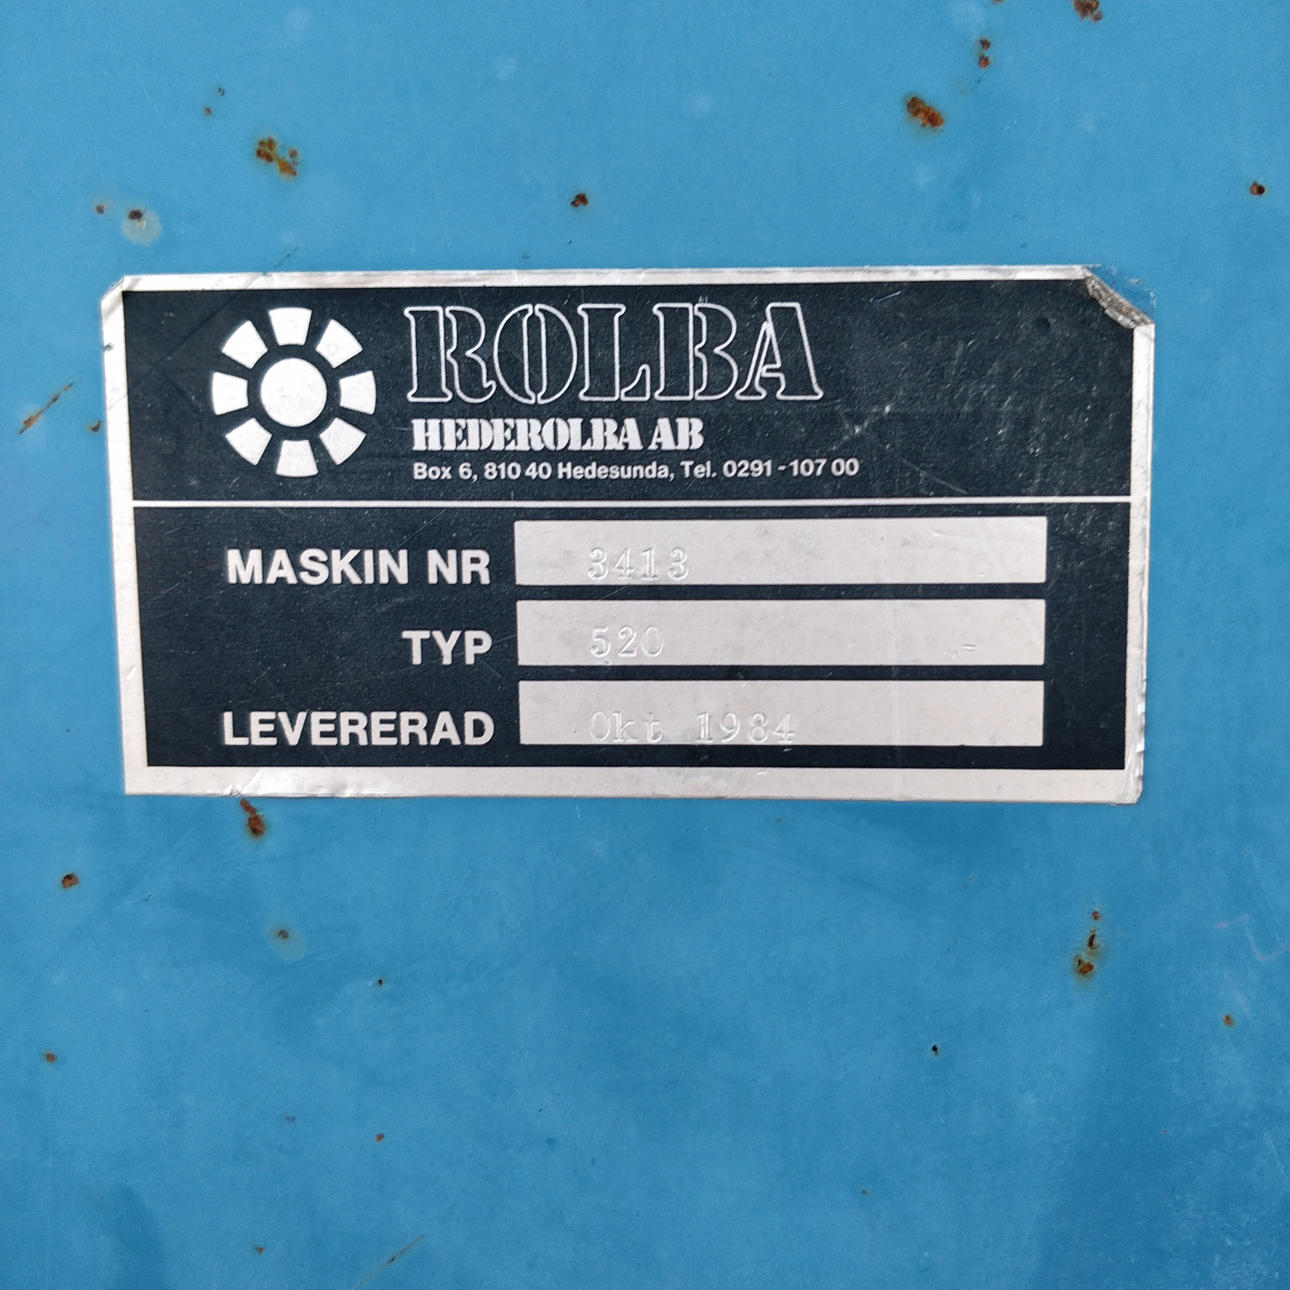 ROLBA
HEDEROLBA AB
Box 6, 810 40 Hedesunda, Tel. 0291-107 00
MASKIN NR 3413
TYP 520
LEVERERAD Okt 1984